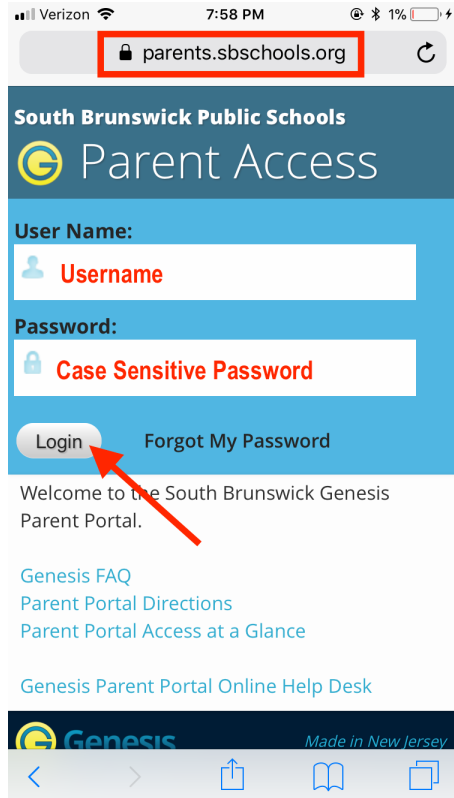 Verizon 7:58 PM 1%
parents.sbschools.org
South Brunswick Public Schools
G Parent Access
User Name:
Username
Password:
Case Sensitive Password
Login Forgot My Password
Welcome to the South Brunswick Genesis
Parent Portal.
Genesis FAQ
Parent Portal Directions
Parent Portal Access at a Glance
Genesis Parent Portal Online Help Desk
G Genesis Made in New Jersey